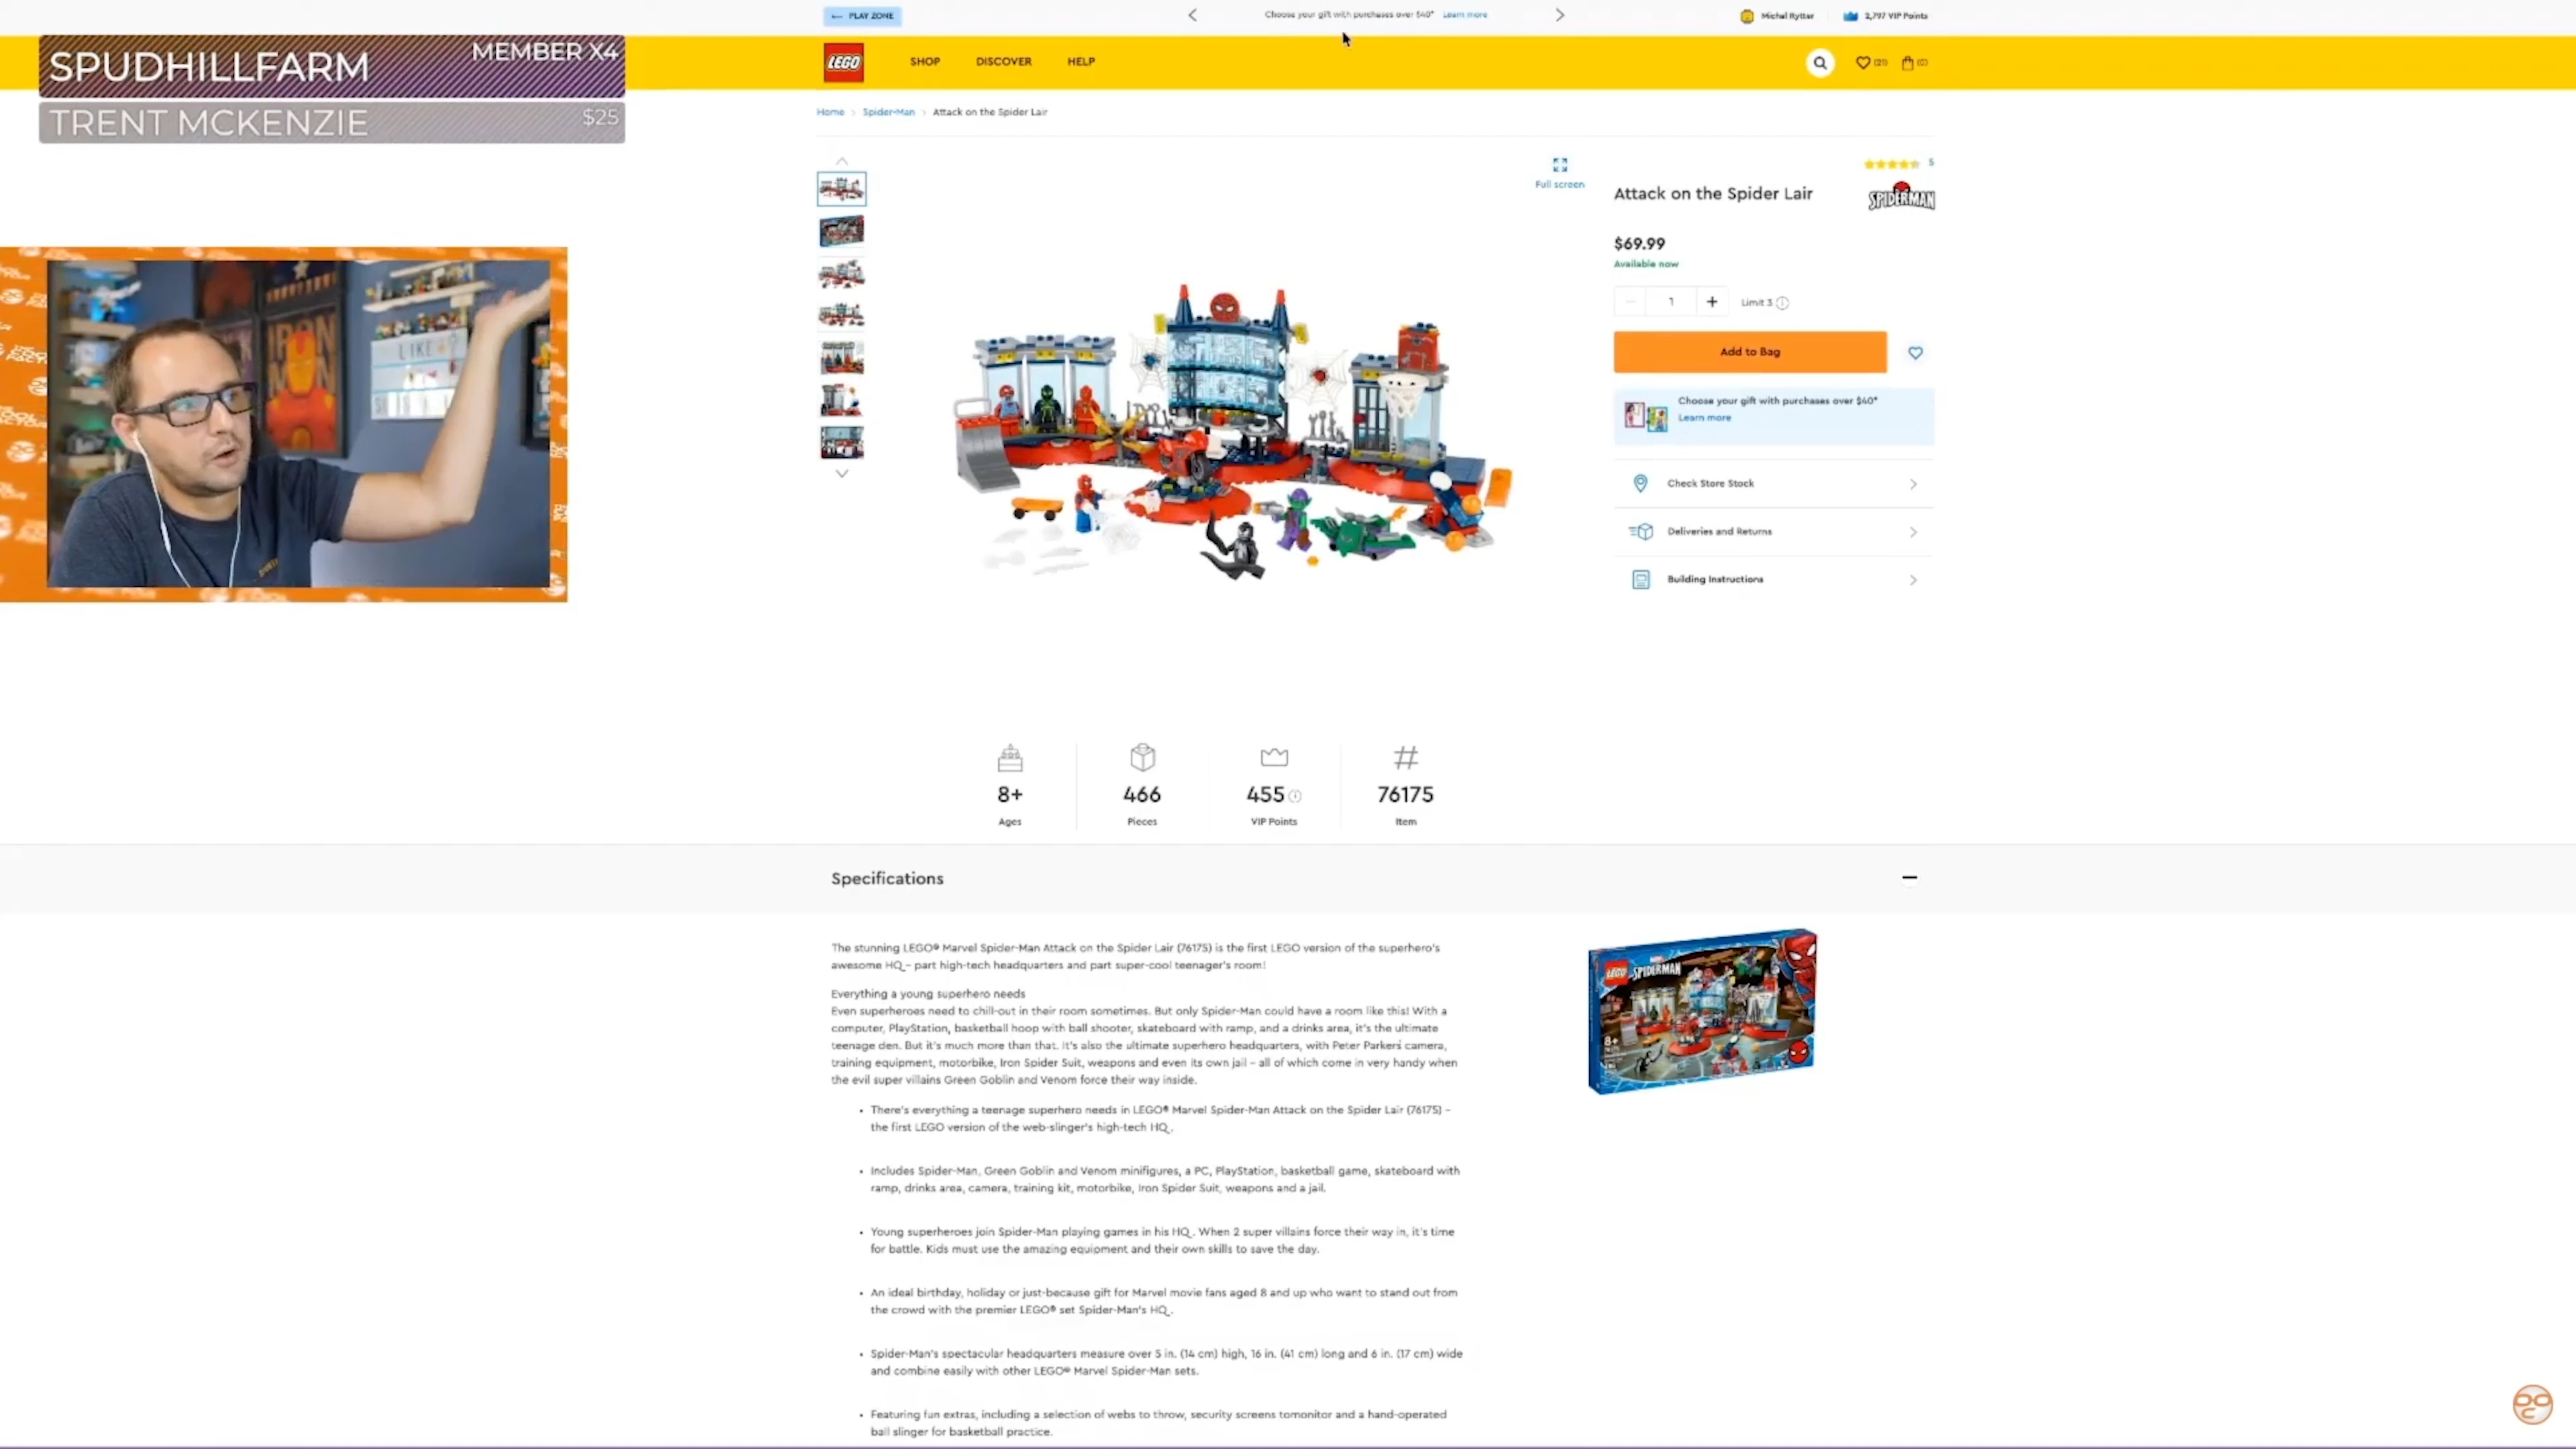 ← PLAY ZONE
Choose your gift with purchases over $40* Learn more
Michal Rytter
2,797 VIP Points
SPUDHILLFARM
MEMBER X4
TRENT MCKENZIE
$25
LEGO
SHOP
DISCOVER
HELP
(21)
(0)
Home
Spider-Man
Attack on the Spider Lair
Full screen
5
Attack on the Spider Lair
SPIDERMAN
$69.99
Available now
1
Limit 3
Add to Bag
Choose your gift with purchases over $40*
Learn more
Check Store Stock
Deliveries and Returns
Building Instructions
IRON
LIKE
8+
Ages
466
Pieces
455
VIP Points
#
76175
Item
Specifications
The stunning LEGO® Marvel Spider-Man Attack on the Spider Lair (76175) is the first LEGO version of the superhero's
awesome HQ – part high-tech headquarters and part super-cool teenager's room!
Everything a young superhero needs
Even superheroes need to chill-out in their room sometimes. But only Spider-Man could have a room like this! With a
computer, PlayStation, basketball hoop with ball shooter, skateboard with ramp, and a drinks area, it's the ultimate
teenage den. But it's much more than that. It's also the ultimate superhero headquarters, with Peter Parkers' camera,
training equipment, motorbike, Iron Spider Suit, weapons and even its own jail – all of which come in very handy when
the evil super villains Green Goblin and Venom force their way inside.
• There's everything a teenage superhero needs in LEGO® Marvel Spider-Man Attack on the Spider Lair (76175) –
the first LEGO version of the web-slinger's high-tech HQ.
• Includes Spider-Man, Green Goblin and Venom minifigures, a PC, PlayStation, basketball game, skateboard with
ramp, drinks area, camera, training kit, motorbike, Iron Spider Suit, weapons and a jail.
• Young superheroes join Spider-Man playing games in his HQ. When 2 super villains force their way in, it's time
for battle. Kids must use the amazing equipment and their own skills to save the day.
• An ideal birthday, holiday or just-because gift for Marvel movie fans aged 8 and up who want to stand out from
the crowd with the premier LEGO® set Spider-Man's HQ.
• Spider-Man's spectacular headquarters measure over 5 in. (14 cm) high, 16 in. (41 cm) long and 6 in. (17 cm) wide
and combine easily with other LEGO® Marvel Spider-Man sets.
• Featuring fun extras, including a selection of webs to throw, security screens tomonitor and a hand-operated
ball slinger for basketball practice.
LEGO
SPIDERMAN
8+